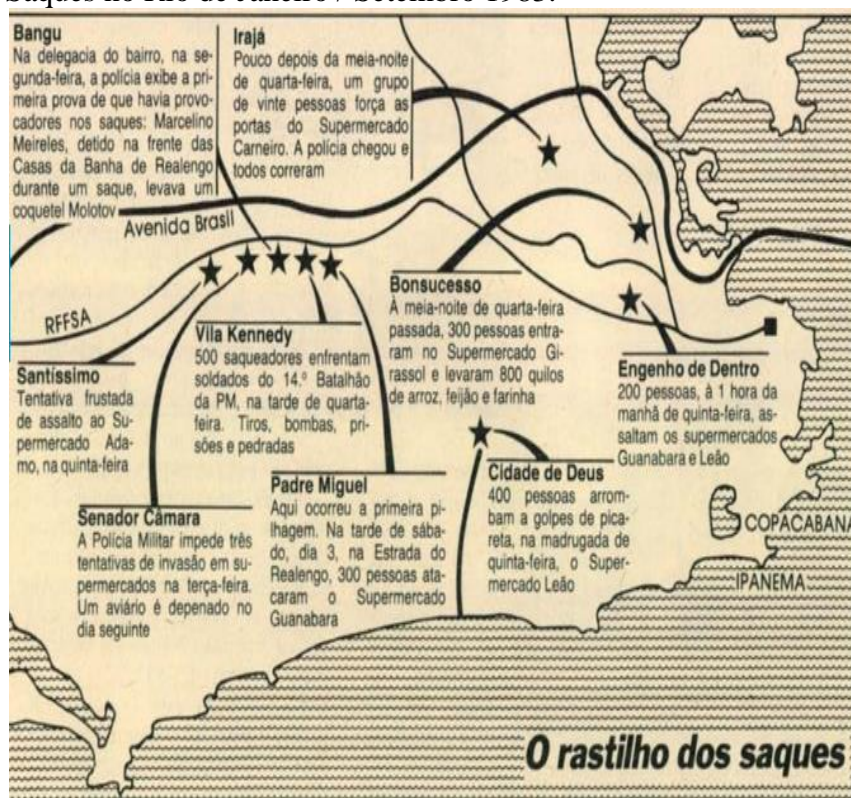 Saques no Rio de Janeiro / Setembro 1983.
Bangu
Na delegacia do bairro, na se-
gunda-feira, a polícia exibe a pri-
meira prova de que havia provo-
cadores nos saques: Marcelino
Meireles, detido na frente das
Casas da Banha de Realengo
durante um saque, levava um
coquetel Molotov
Irajá
Pouco depois da meia-noite
de quarta-feira, um grupo
de vinte pessoas força as
portas do Supermercado
Carneiro. A polícia chegou e
todos correram
Avenida Brasil
RFFSA
Santíssimo
Tentativa frustada
de assalto ao Su-
permercado Ada-
mo, na quinta-feira
Vila Kennedy
500 saqueadores enfrentam
soldados do 14.º Batalhão
da PM, na tarde de quarta-
feira. Tiros, bombas, pri-
sões e pedradas
Bonsucesso
À meia-noite de quarta-feira
passada, 300 pessoas entra-
ram no Supermercado Gi-
rassol e levaram 800 quilos
de arroz, feijão e farinha
Engenho de Dentro
200 pessoas, à 1 hora da
manhã de quinta-feira, as-
saltam os supermercados
Guanabara e Leão
Senador Câmara
A Polícia Militar impede três
tentativas de invasão em su-
permercados na terça-feira.
Um aviário é depenado no
dia seguinte
Padre Miguel
Aqui ocorreu a primeira pi-
lhagem. Na tarde de sába-
do, dia 3, na Estrada do
Realengo, 300 pessoas ata-
caram o Supermercado
Guanabara
Cidade de Deus
400 pessoas arrom-
bam a golpes de pica-
reta, na madrugada de
quinta-feira, o Super-
mercado Leão
COPACABANA
IPANEMA
O rastilho dos saques